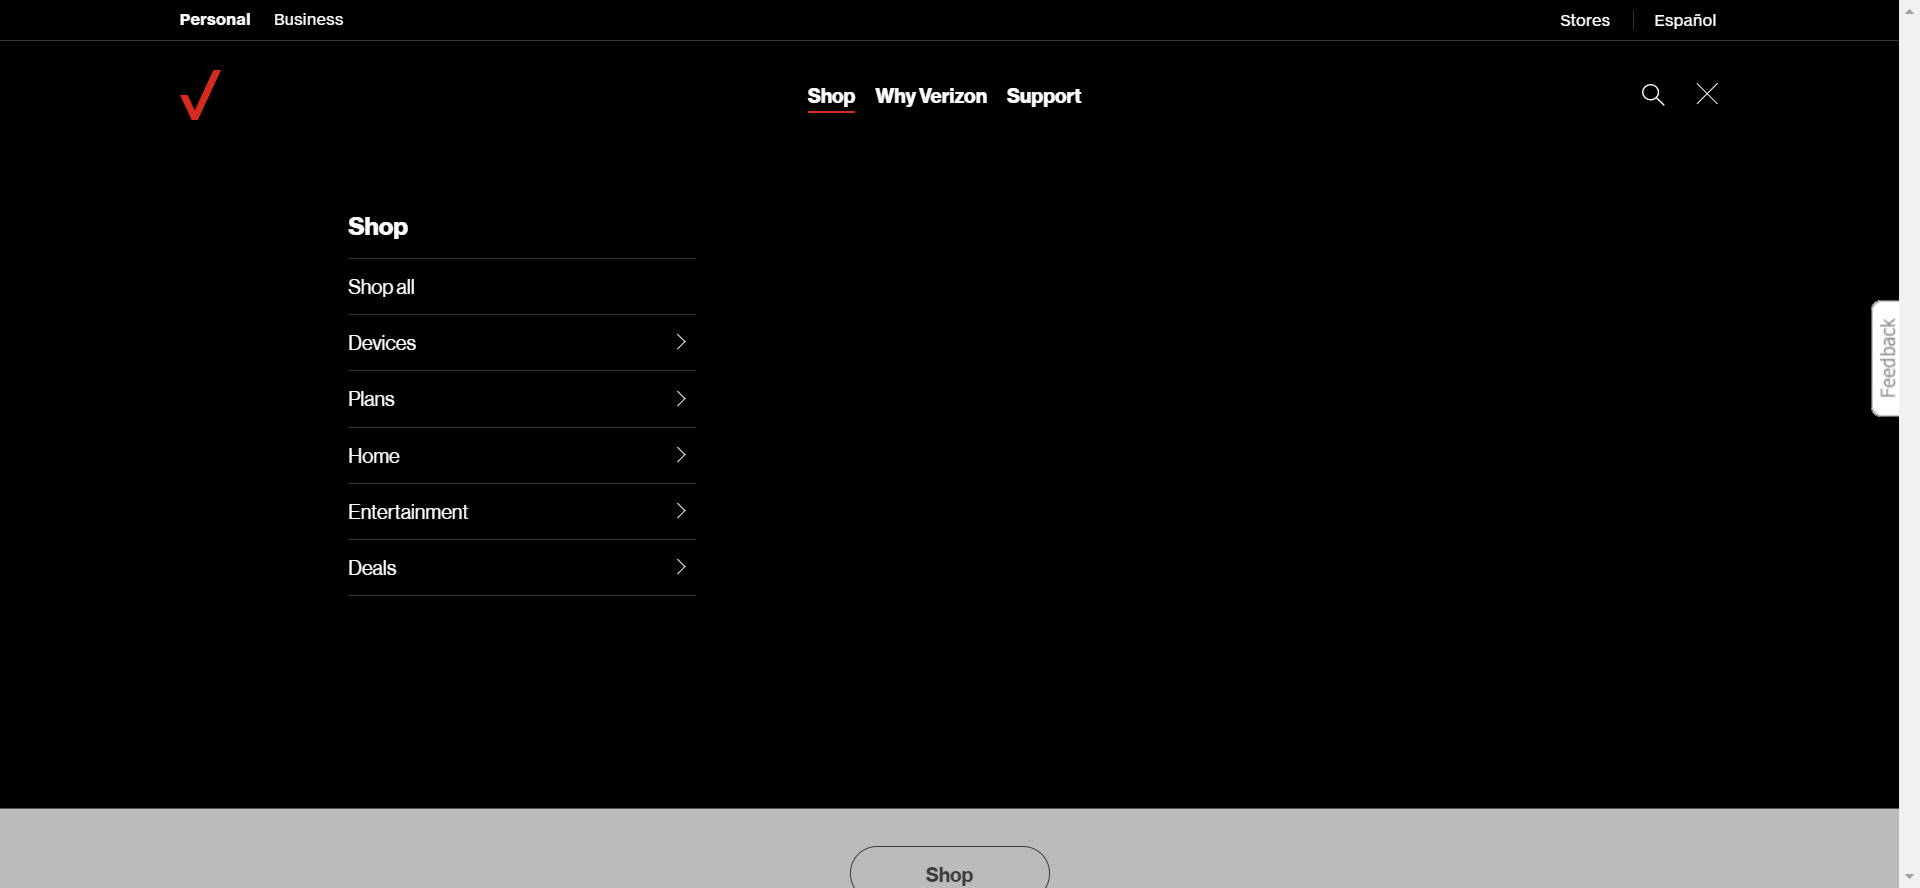 Personal Business
Stores Español
Shop Why Verizon Support
Shop
Shop all
Devices
Plans
Home
Entertainment
Deals
Feedback
Shop